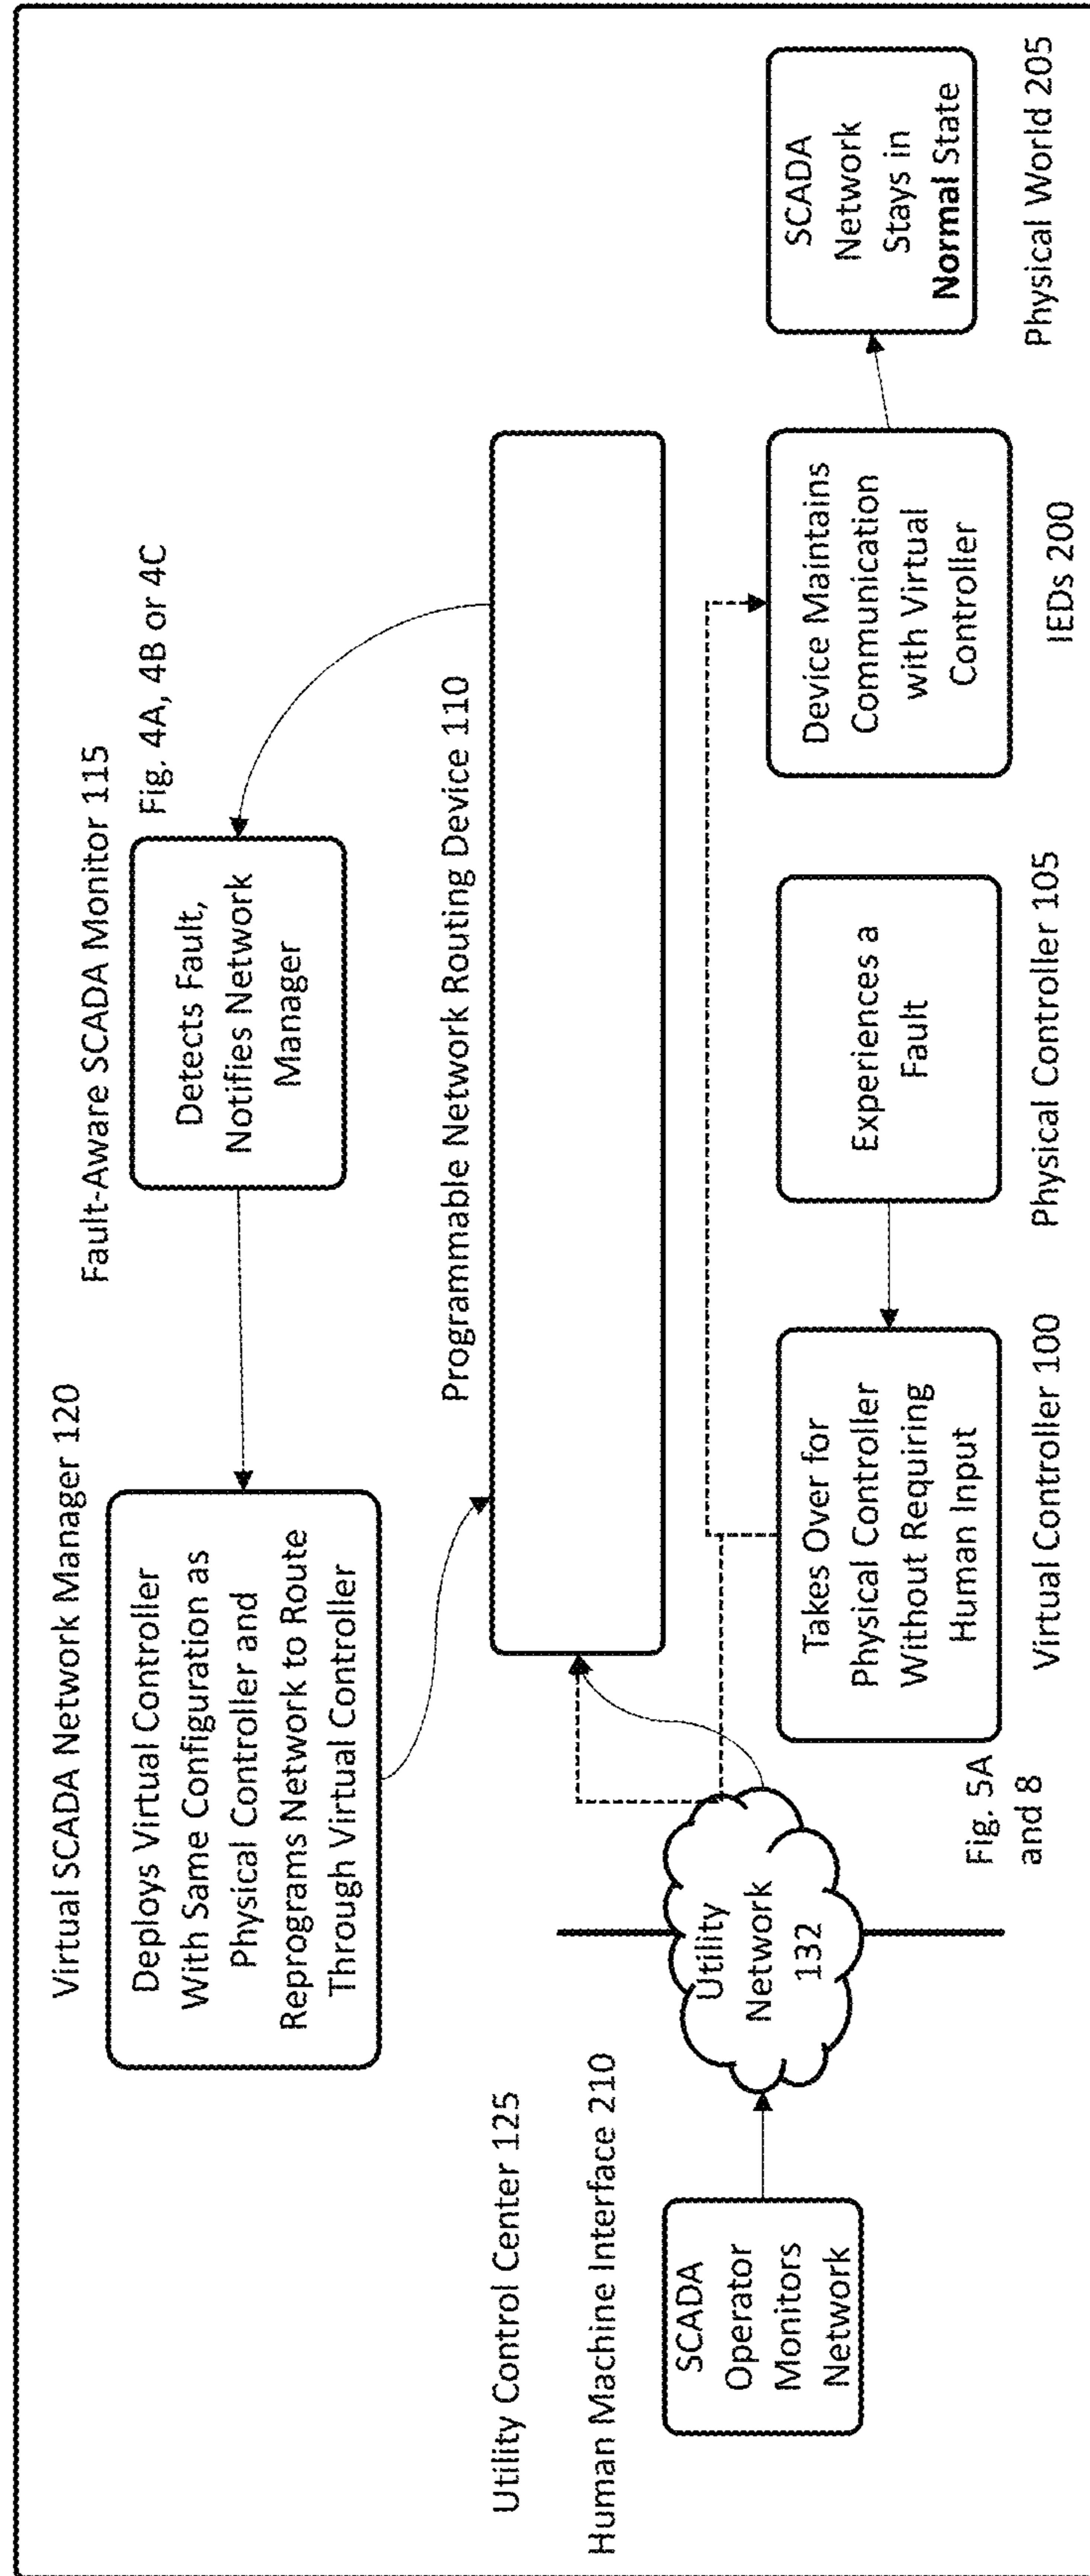 Virtual SCADA Network Manager 120
Deploys Virtual Controller
With Same Configuration as
Physical Controller and
Reprograms Network to Route
Through Virtual Controller
Fault-Aware SCADA Monitor 115
Fig. 4A, 4B or 4C
Detects Fault,
Notifies Network
Manager
Programmable Network Routing Device 110
Utility Control Center 125
Human Machine Interface 210
SCADA
Operator
Monitors
Network
Utility
Network
132
Fig. 5A
and 8
Takes Over for
Physical Controller
Without Requiring
Human Input
Virtual Controller 100
Experiences a
Fault
Physical Controller 105
Device Maintains
Communication
with Virtual
Controller
IEDs 200
SCADA
Network
Stays in
Normal State
Physical World 205